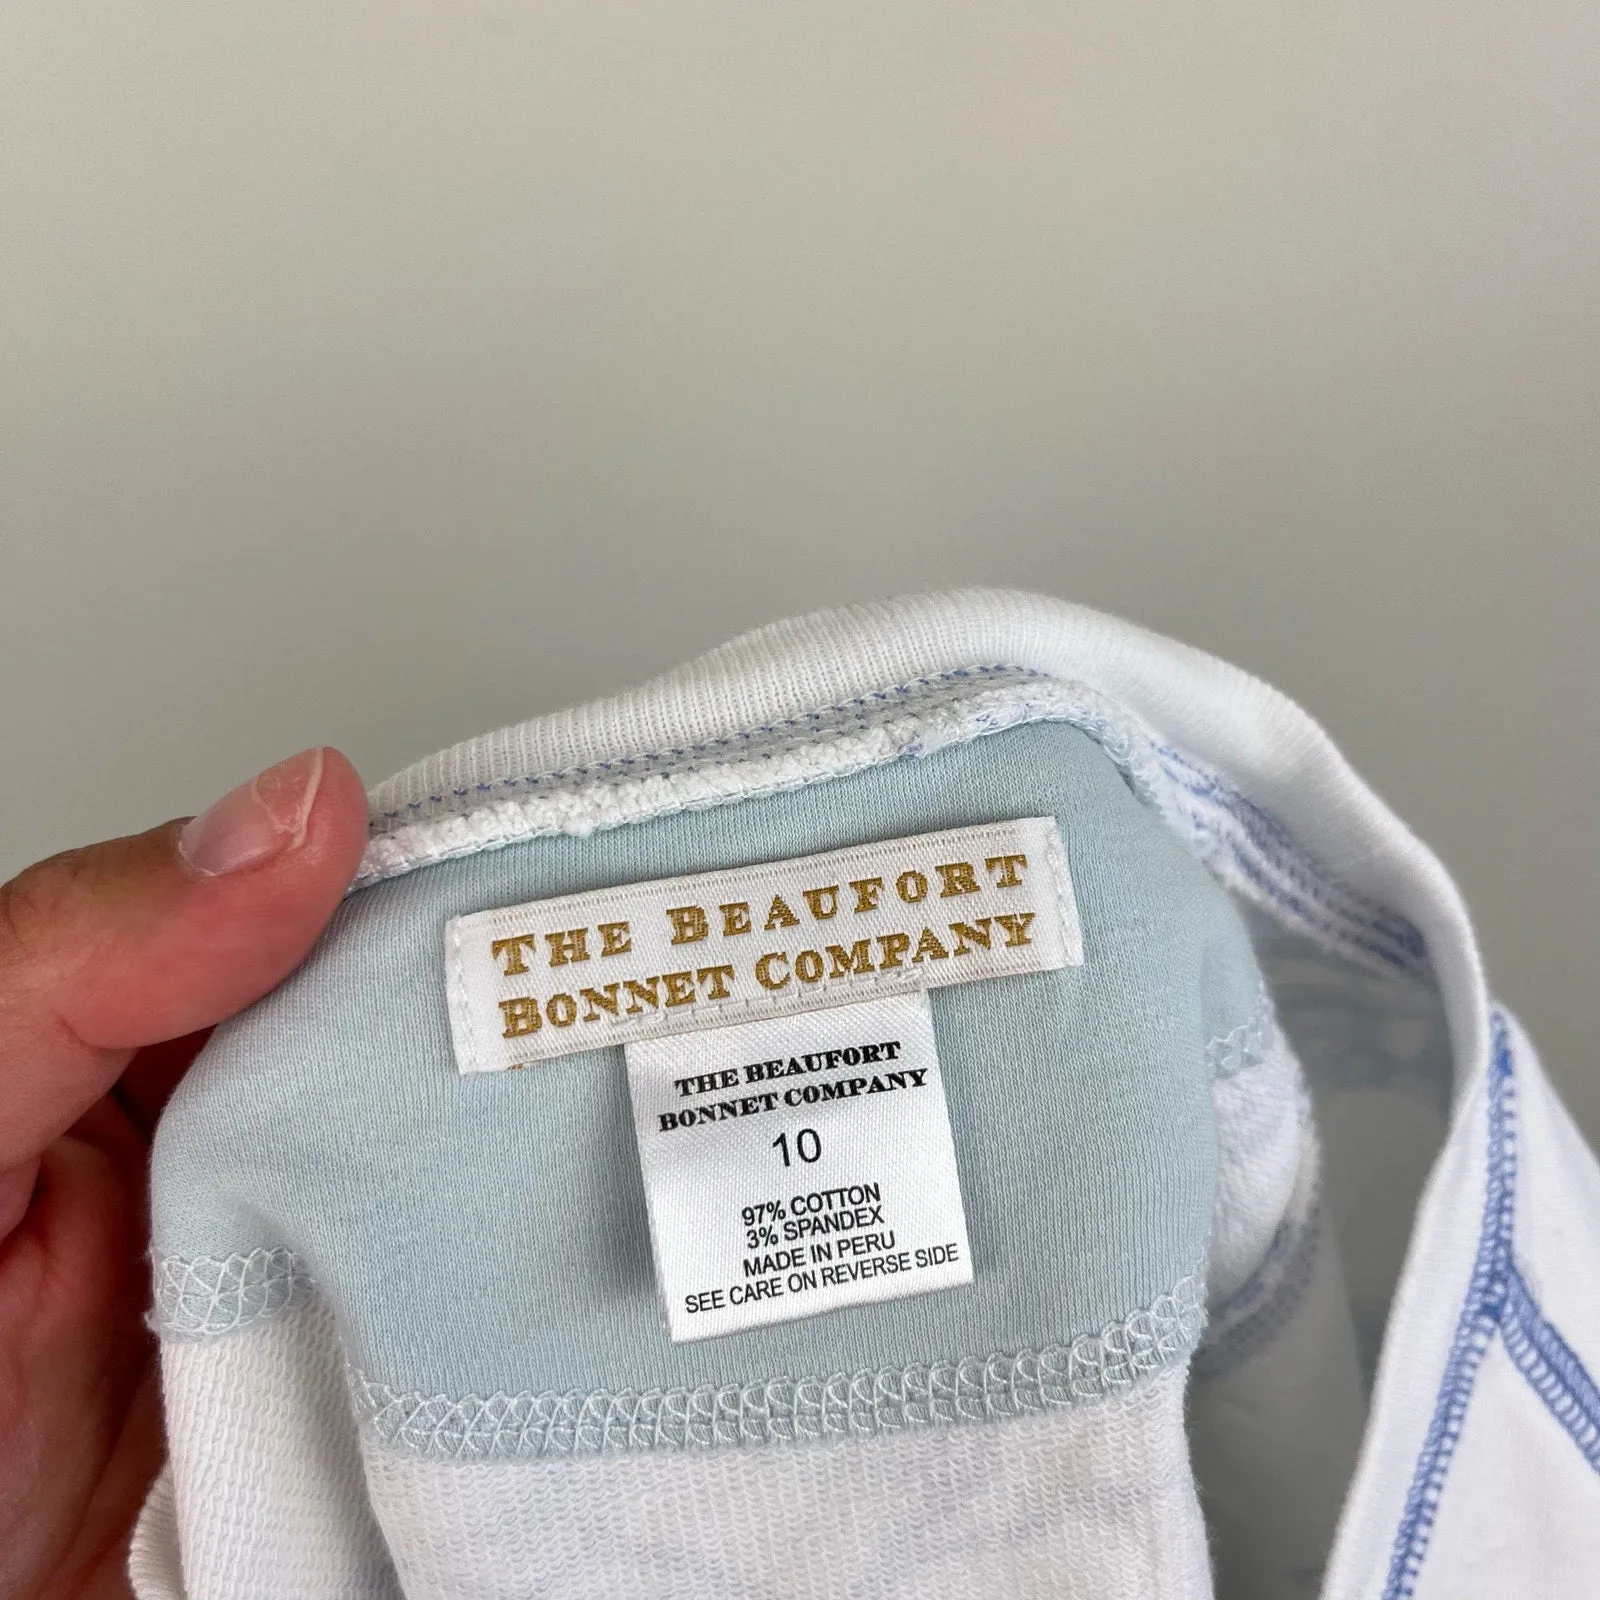 THE BEAUFORT
BONNET COMPANY
THE BEAUFORT
BONNET COMPANY
10
97% COTTON
3% SPANDEX
MADE IN PERU
SEE CARE ON REVERSE SIDE